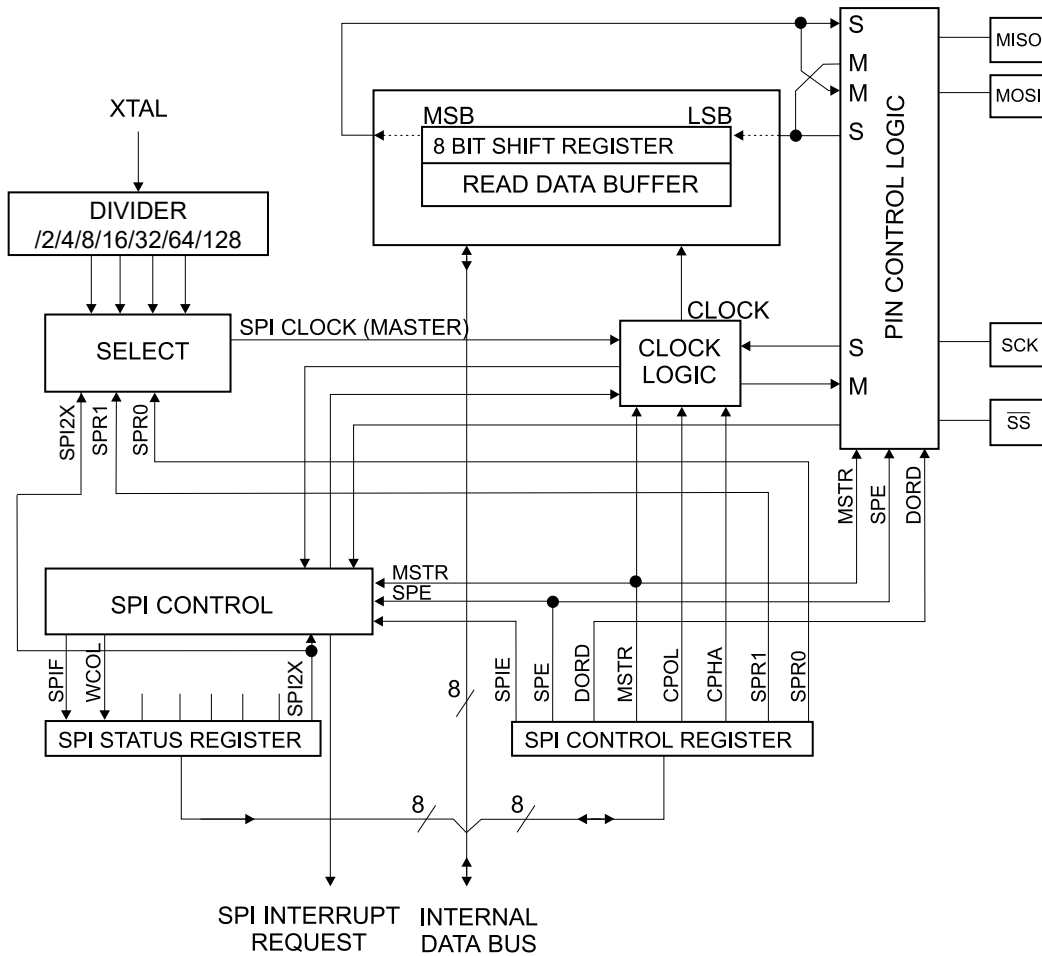 S
MISO
M
XTAL
M
MOSI
MSB
LSB
S
8 BIT SHIFT REGISTER
READ DATA BUFFER
PIN CONTROL LOGIC
DIVIDER
/2/4/8/16/32/64/128
SPI CLOCK (MASTER)
CLOCK
SELECT
CLOCK
LOGIC
S
SCK
M
SPI2X
SPR1
SPR0
SS
MSTR
SPE
DORD
MSTR
SPE
SPI CONTROL
SPIF
WCOL
SPI2X
8
SPIE
SPE
DORD
MSTR
CPOL
CPHA
SPR1
SPR0
SPI STATUS REGISTER
SPI CONTROL REGISTER
8
8
SPI INTERRUPT
REQUEST
INTERNAL
DATA BUS